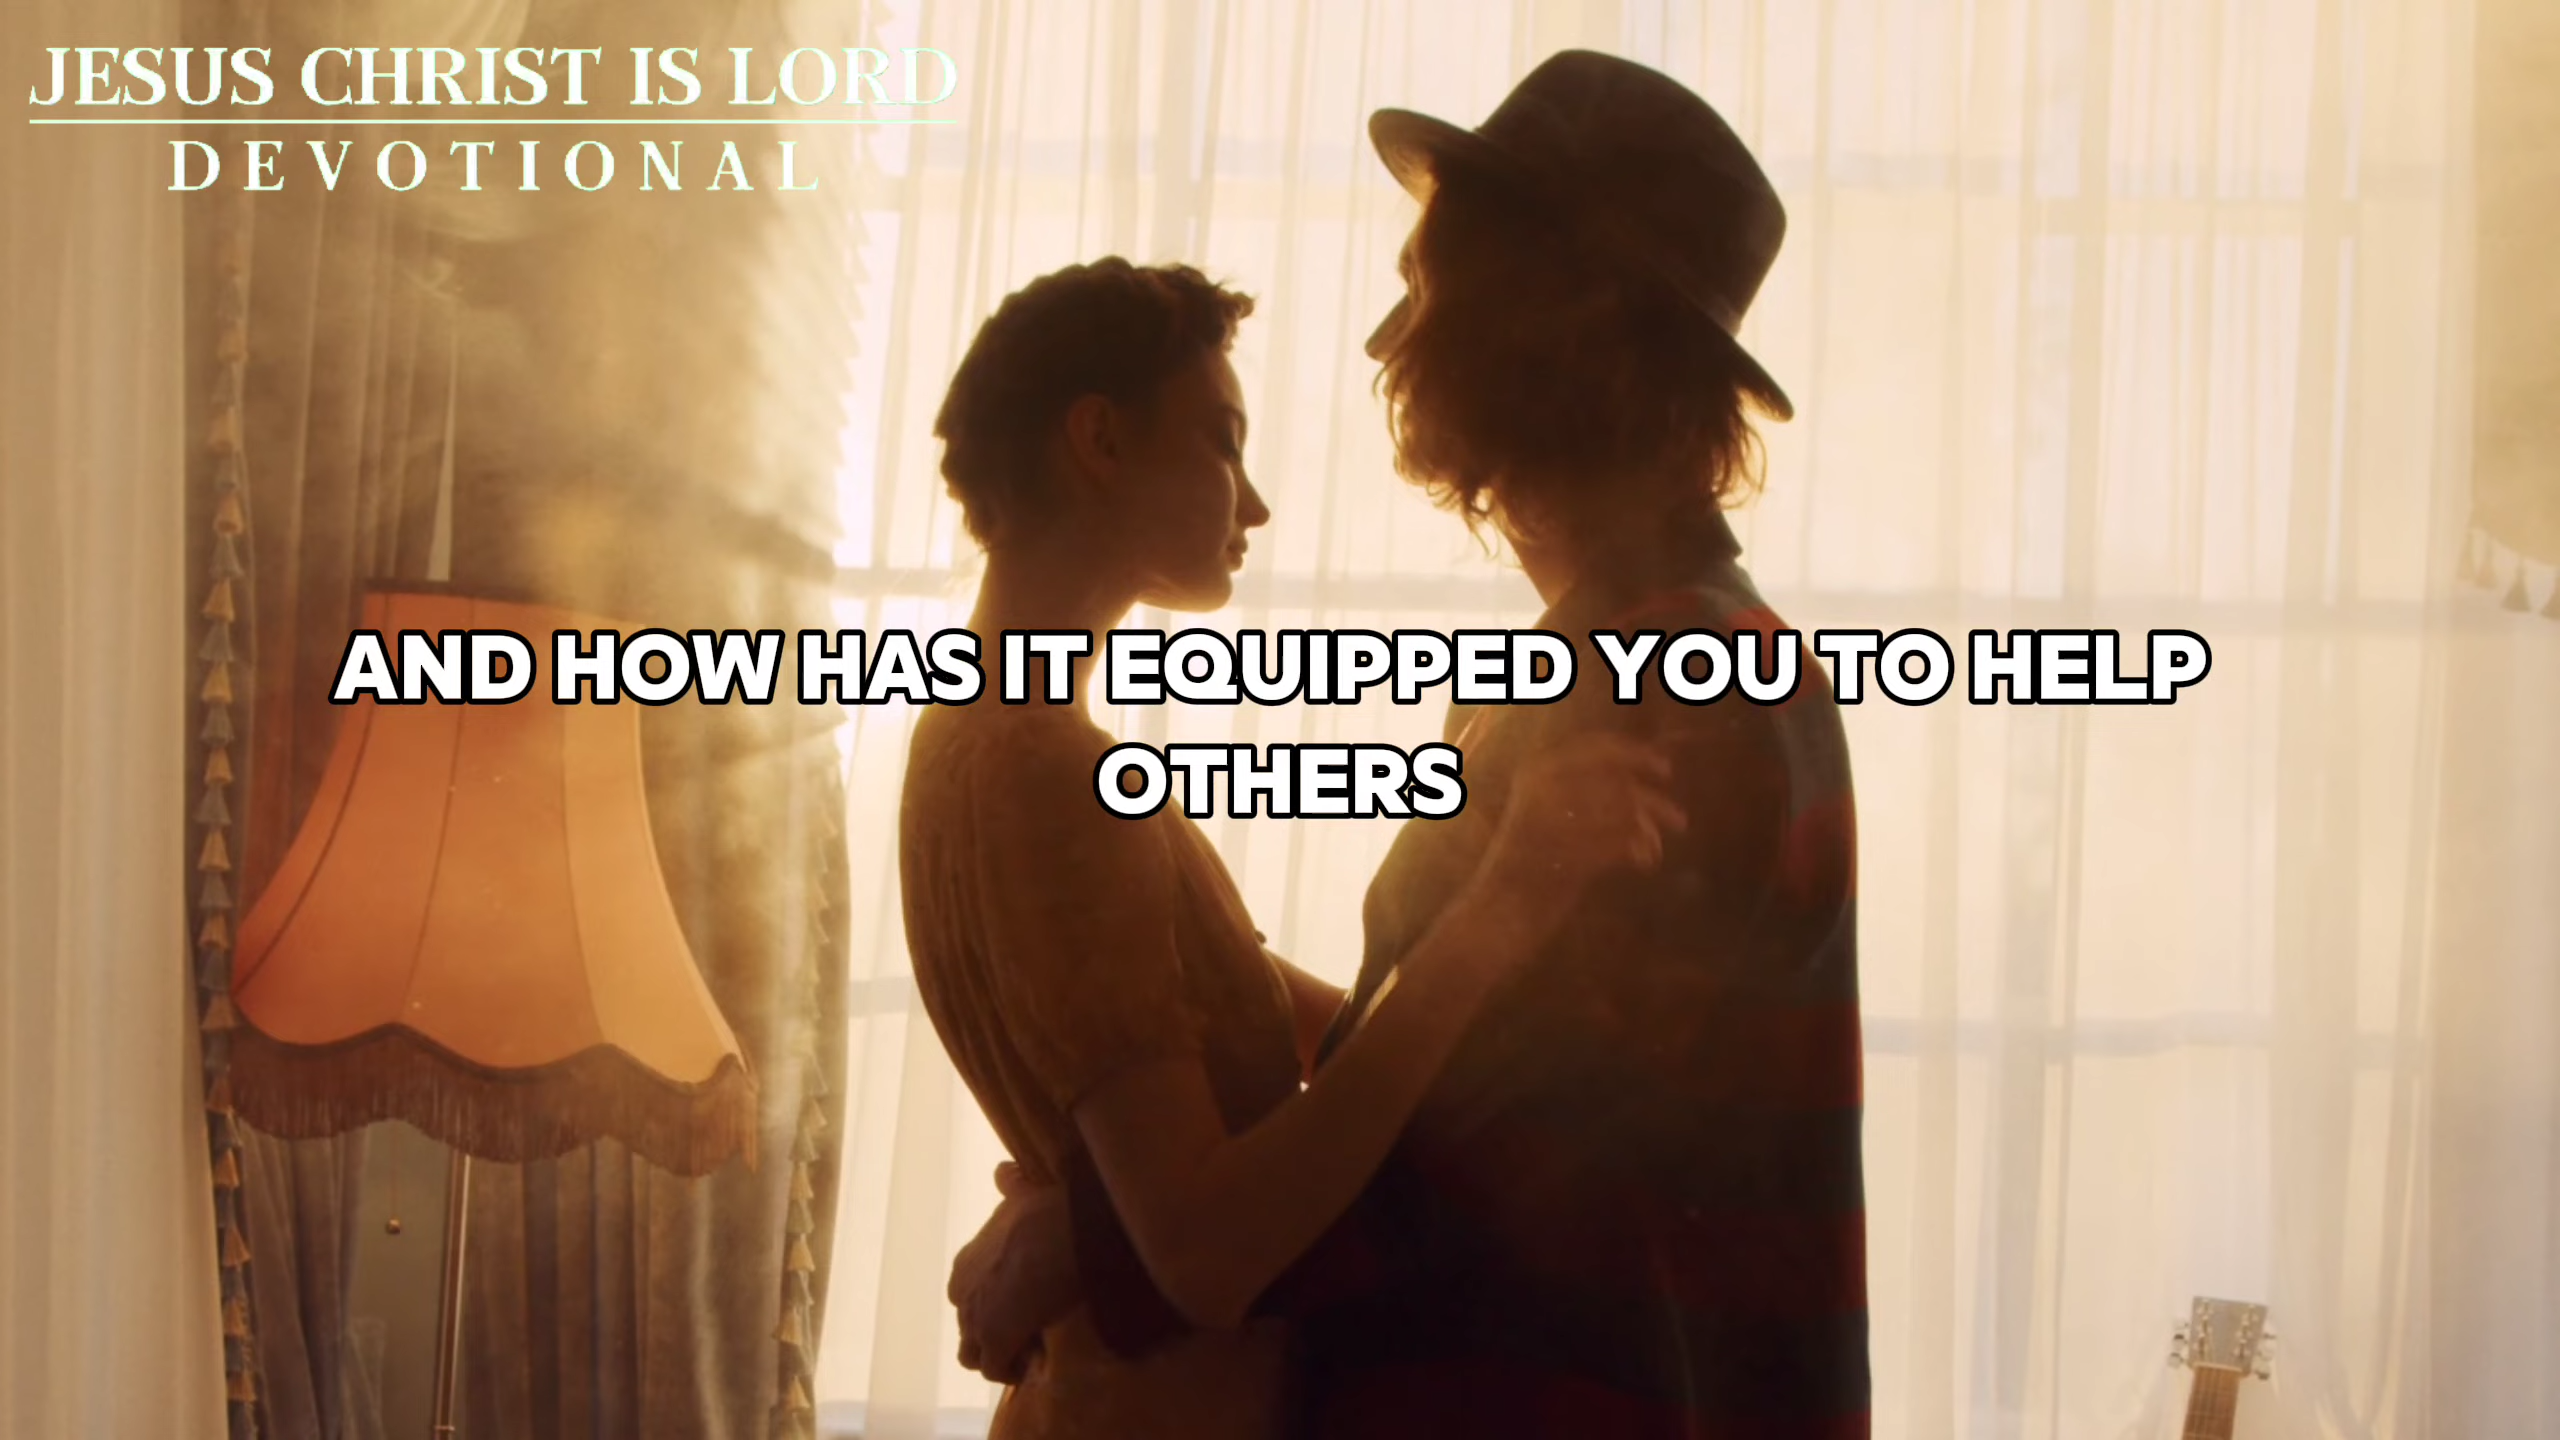 JESUS CHRIST IS LORD
DEVOTIONAL
AND HOW HAS IT EQUIPPED YOU TO HELP
OTHERS